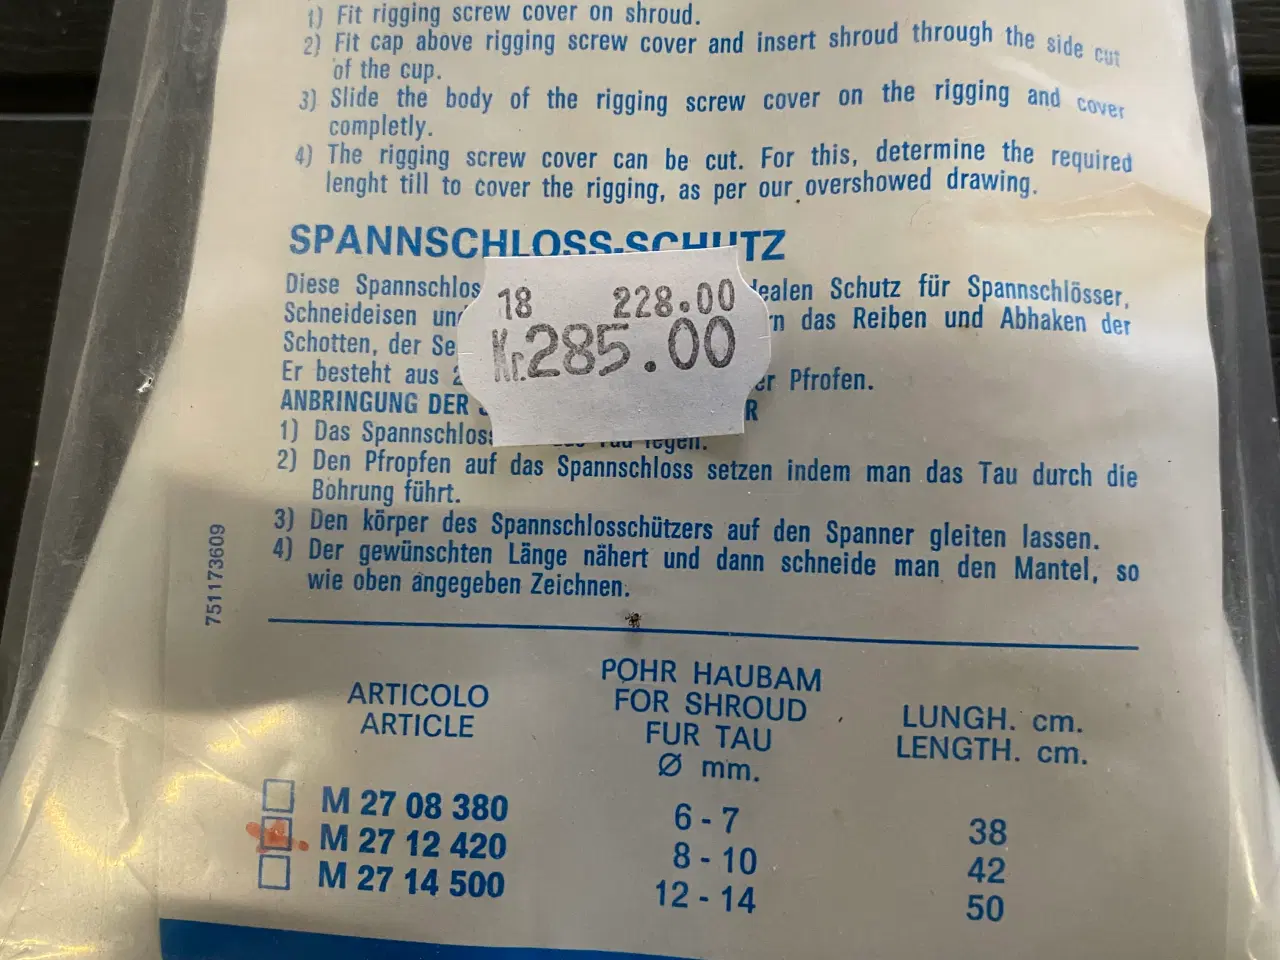 1) Fit rigging screw cover on shroud.
2) Fit cap above rigging screw cover and insert shroud through the side cut
of the cup.
3) Slide the body of the rigging screw cover on the rigging and cover
completly.
4) The rigging screw cover can be cut. For this, determine the required
lenght till to cover the rigging, as per our overshowed drawing.
SPANNSCHLOSS-SCHUTZ
Diese Spannschlos dealen Schutz für Spannschlösser,
Schneideisen und rn das Reiben und Abhaken der
Schotten, der Se
Er besteht aus 2 er Pfrofen.
ANBRINGUNG DER R
18 228.00
Kr.285.00
1) Das Spannschloss das Tau legen.
2) Den Pfropfen auf das Spannschloss setzen indem man das Tau durch die
Bohrung führt.
3) Den körper des Spannschlosschützers auf den Spanner gleiten lassen.
4) Der gewünschten Länge nähert und dann schneide man den Mantel, so
wie oben angegeben Zeichnen.
751173609
ARTICOLO
ARTICLE
POHR HAUBAM
FOR SHROUD
FUR TAU
Ø mm.
LUNGH. cm.
LENGTH. cm.
M 27 08 380 6 - 7 38
M 27 12 420 8 - 10 42
M 27 14 500 12 - 14 50